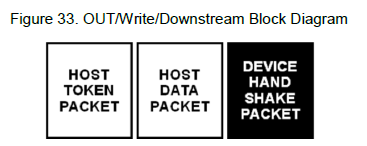 Figure 33. OUT/Write/Downstream Block Diagram
HOST
TOKEN
PACKET
HOST
DATA
PACKET
DEVICE
HAND
SHAKE
PACKET